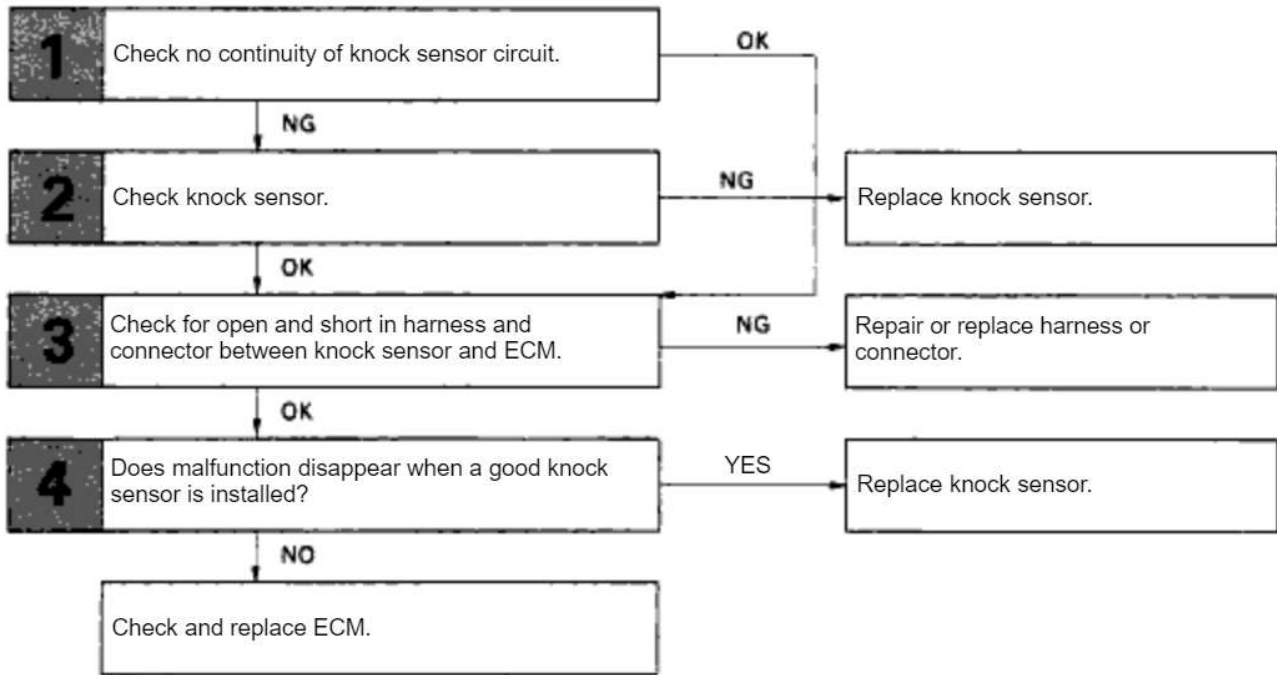 1
Check no continuity of knock sensor circuit.
OK
NG
2
Check knock sensor.
NG
Replace knock sensor.
OK
3
Check for open and short in harness and
connector between knock sensor and ECM.
NG
Repair or replace harness or
connector.
OK
4
Does malfunction disappear when a good knock
sensor is installed?
YES
Replace knock sensor.
NO
Check and replace ECM.